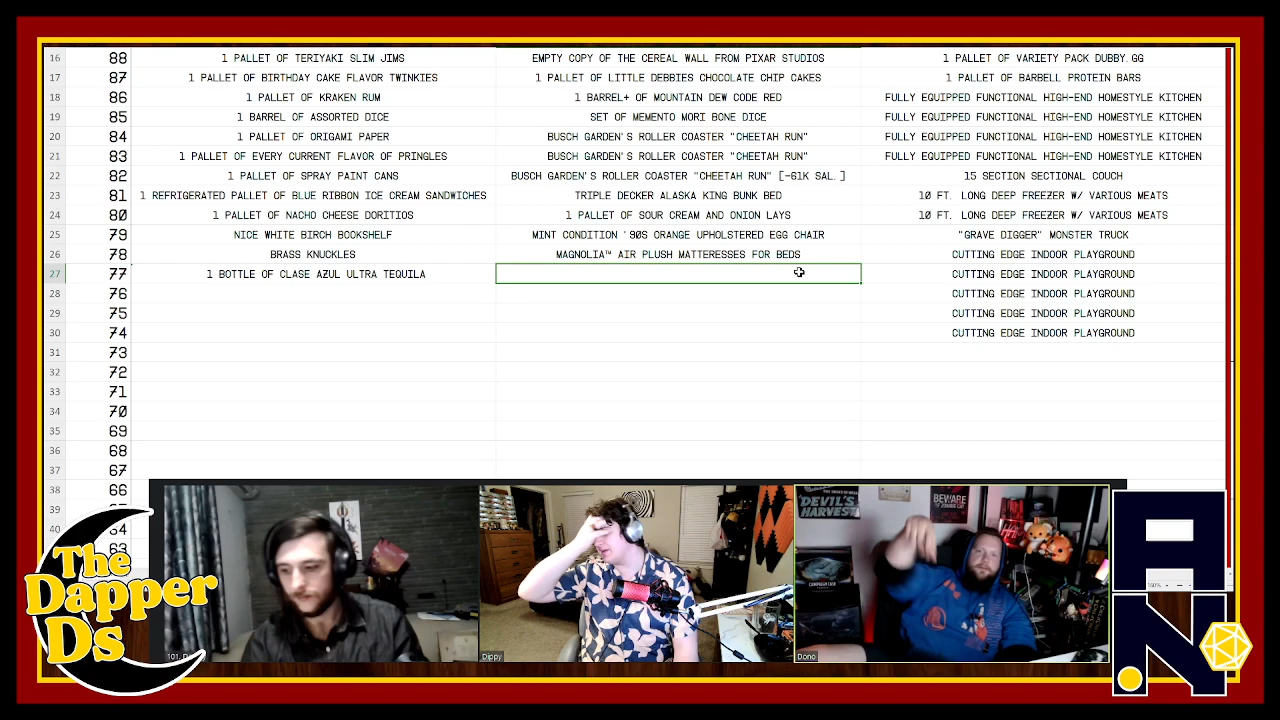 16 88 1 PALLET OF TERIYAKI SLIM JIMS EMPTY COPY OF THE CEREAL WALL FROM PIXAR STUDIOS 1 PALLET OF VARIETY PACK DUBBY.GG
17 87 1 PALLET OF BIRTHDAY CAKE FLAVOR TWINKIES 1 PALLET OF LITTLE DEBBIES CHOCOLATE CHIP CAKES 1 PALLET OF BARBELL PROTEIN BARS
18 86 1 PALLET OF KRAKEN RUM 1 BARREL+ OF MOUNTAIN DEW CODE RED FULLY EQUIPPED FUNCTIONAL HIGH-END HOMESTYLE KITCHEN
19 85 1 BARREL OF ASSORTED DICE SET OF MEMENTO MORI BONE DICE FULLY EQUIPPED FUNCTIONAL HIGH-END HOMESTYLE KITCHEN
20 84 1 PALLET OF ORIGAMI PAPER BUSCH GARDEN'S ROLLER COASTER "CHEETAH RUN" FULLY EQUIPPED FUNCTIONAL HIGH-END HOMESTYLE KITCHEN
21 83 1 PALLET OF EVERY CURRENT FLAVOR OF PRINGLES BUSCH GARDEN'S ROLLER COASTER "CHEETAH RUN" FULLY EQUIPPED FUNCTIONAL HIGH-END HOMESTYLE KITCHEN
22 82 1 PALLET OF SPRAY PAINT CANS BUSCH GARDEN'S ROLLER COASTER "CHEETAH RUN" [-61K SAL.] 15 SECTION SECTIONAL COUCH
23 81 1 REFRIGERATED PALLET OF BLUE RIBBON ICE CREAM SANDWICHES TRIPLE DECKER ALASKA KING BUNK BED 10 FT. LONG DEEP FREEZER W/ VARIOUS MEATS
24 80 1 PALLET OF NACHO CHEESE DORITIOS 1 PALLET OF SOUR CREAM AND ONION LAYS 10 FT. LONG DEEP FREEZER W/ VARIOUS MEATS
25 79 NICE WHITE BIRCH BOOKSHELF MINT CONDITION '90S ORANGE UPHOLSTERED EGG CHAIR "GRAVE DIGGER" MONSTER TRUCK
26 78 BRASS KNUCKLES MAGNOLIA™ AIR PLUSH MATTERESSES FOR BEDS CUTTING EDGE INDOOR PLAYGROUND
27 77 1 BOTTLE OF CLASE AZUL ULTRA TEQUILA CUTTING EDGE INDOOR PLAYGROUND
28 76 CUTTING EDGE INDOOR PLAYGROUND
29 75 CUTTING EDGE INDOOR PLAYGROUND
30 74 CUTTING EDGE INDOOR PLAYGROUND
31 73
32 72
33 71
34 70
35 69
36 68
37 67
38 66
39
40 64
63
The
Dapper
Ds
DEVIL'S
HARVEST
BEWARE
Dippy
Dono
AN